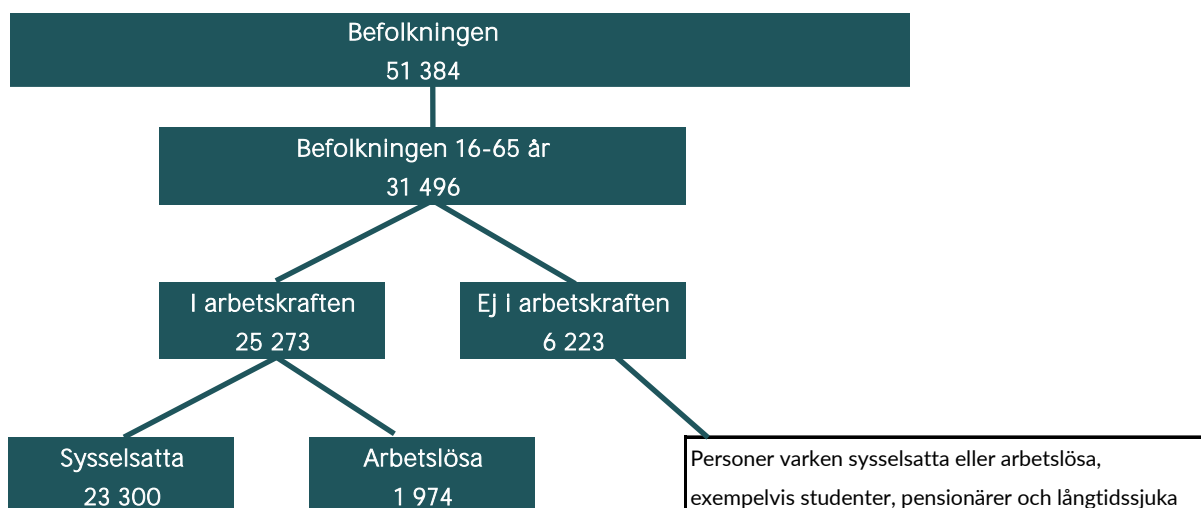 Befolkningen
51 384
Befolkningen 16-65 år
31 496
I arbetskraften
25 273
Ej i arbetskraften
6 223
Sysselsatta
23 300
Arbetslösa
1 974
Personer varken sysselsatta eller arbetslösa,
exempelvis studenter, pensionärer och långtidssjuka